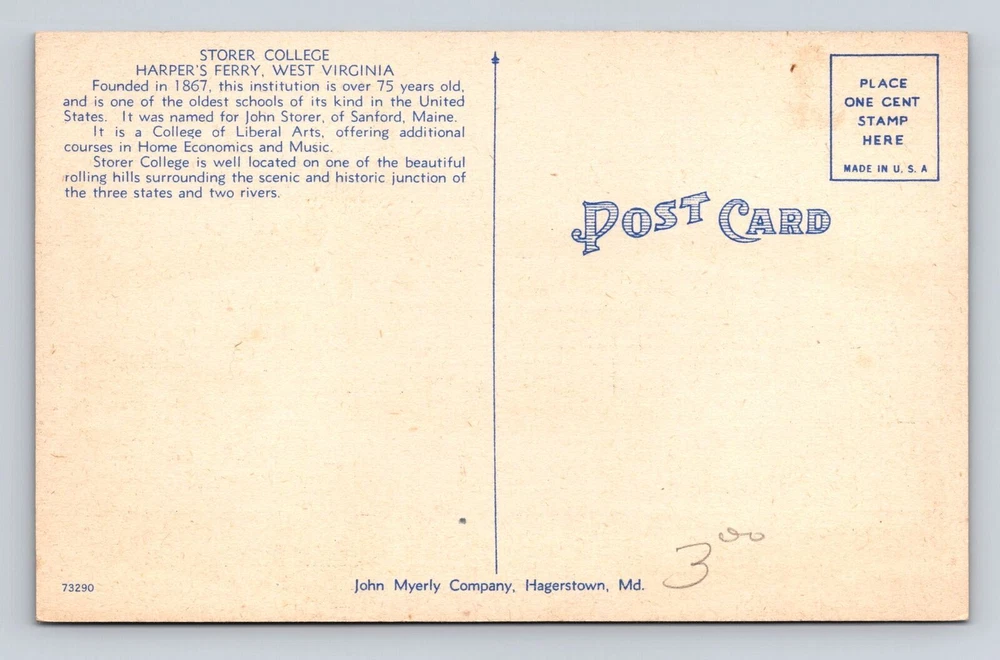 STORER COLLEGE
HARPER'S FERRY, WEST VIRGINIA
Founded in 1867, this institution is over 75 years old,
and is one of the oldest schools of its kind in the United
States. It was named for John Storer, of Sanford, Maine.
It is a College of Liberal Arts, offering additional
courses in Home Economics and Music.
Storer College is well located on one of the beautiful
rolling hills surrounding the scenic and historic junction of
the three states and two rivers.
PLACE
ONE CENT
STAMP
HERE
MADE IN U. S. A
POST CARD
300
73290
John Myerly Company, Hagerstown, Md.